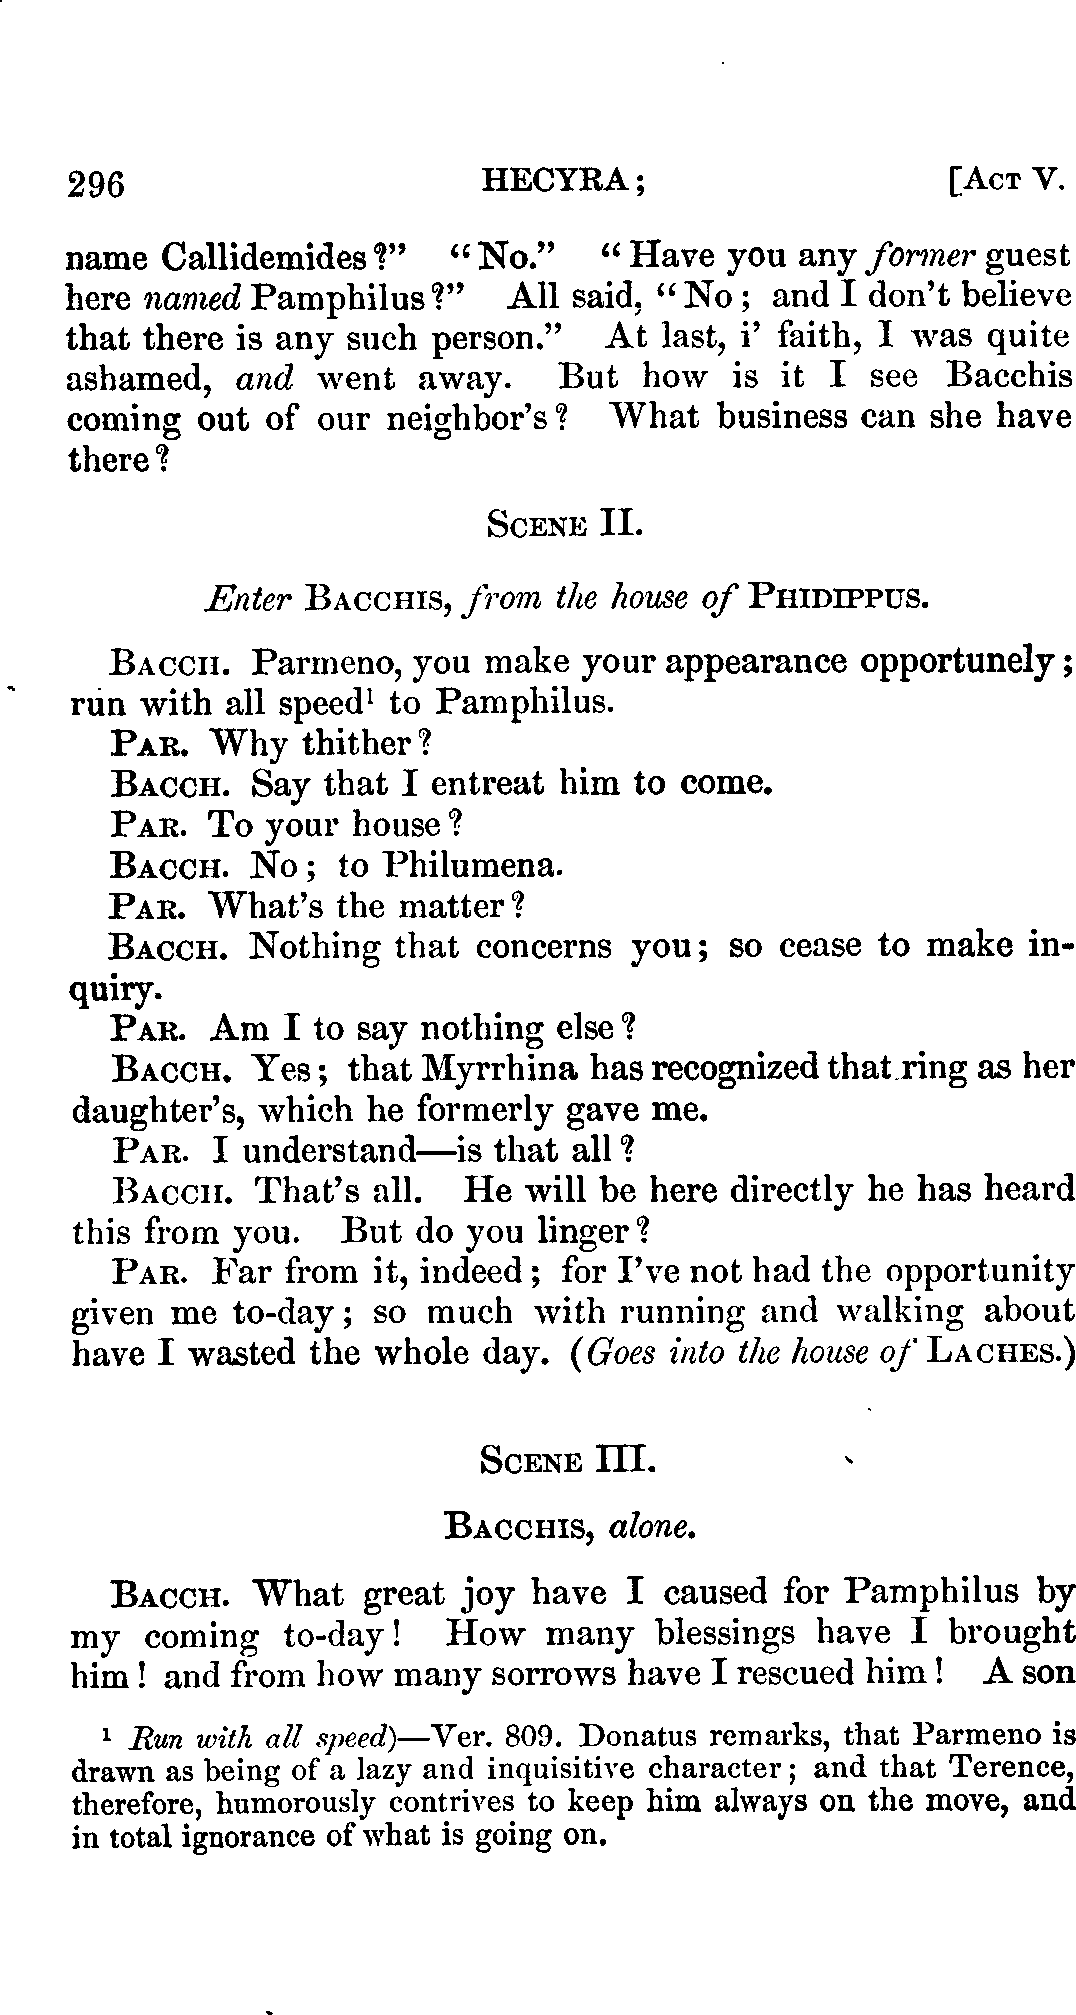 296 HECYRA; [ACT V.
name Callidemides?" "No." "Have you any former guest
here named Pamphilus?" All said, "No; and I don't believe
that there is any such person." At last, i' faith, I was quite
ashamed, and went away. But how is it I see Bacchis
coming out of our neighbor's? What business can she have
there?
SCENE II.
Enter BACCHIS, from the house of PHIDIPPUS.
BACCH. Parmeno, you make your appearance opportunely;
run with all speed¹ to Pamphilus.
PAR. Why thither?
BACCH. Say that I entreat him to come.
PAR. To your house?
BACCH. No; to Philumena.
PAR. What's the matter?
BACCH. Nothing that concerns you; so cease to make in-
quiry.
PAR. Am I to say nothing else?
BACCH. Yes; that Myrrhina has recognized that ring as her
daughter's, which he formerly gave me.
PAR. I understand—is that all?
BACCH. That's all. He will be here directly he has heard
this from you. But do you linger?
PAR. Far from it, indeed; for I've not had the opportunity
given me to-day; so much with running and walking about
have I wasted the whole day. (Goes into the house of LACHES.)
SCENE III.
BACCHIS, alone.
BACCH. What great joy have I caused for Pamphilus by
my coming to-day! How many blessings have I brought
him! and from how many sorrows have I rescued him! A son
¹ Run with all speed)—Ver. 809. Donatus remarks, that Parmeno is
drawn as being of a lazy and inquisitive character; and that Terence,
therefore, humorously contrives to keep him always on the move, and
in total ignorance of what is going on.